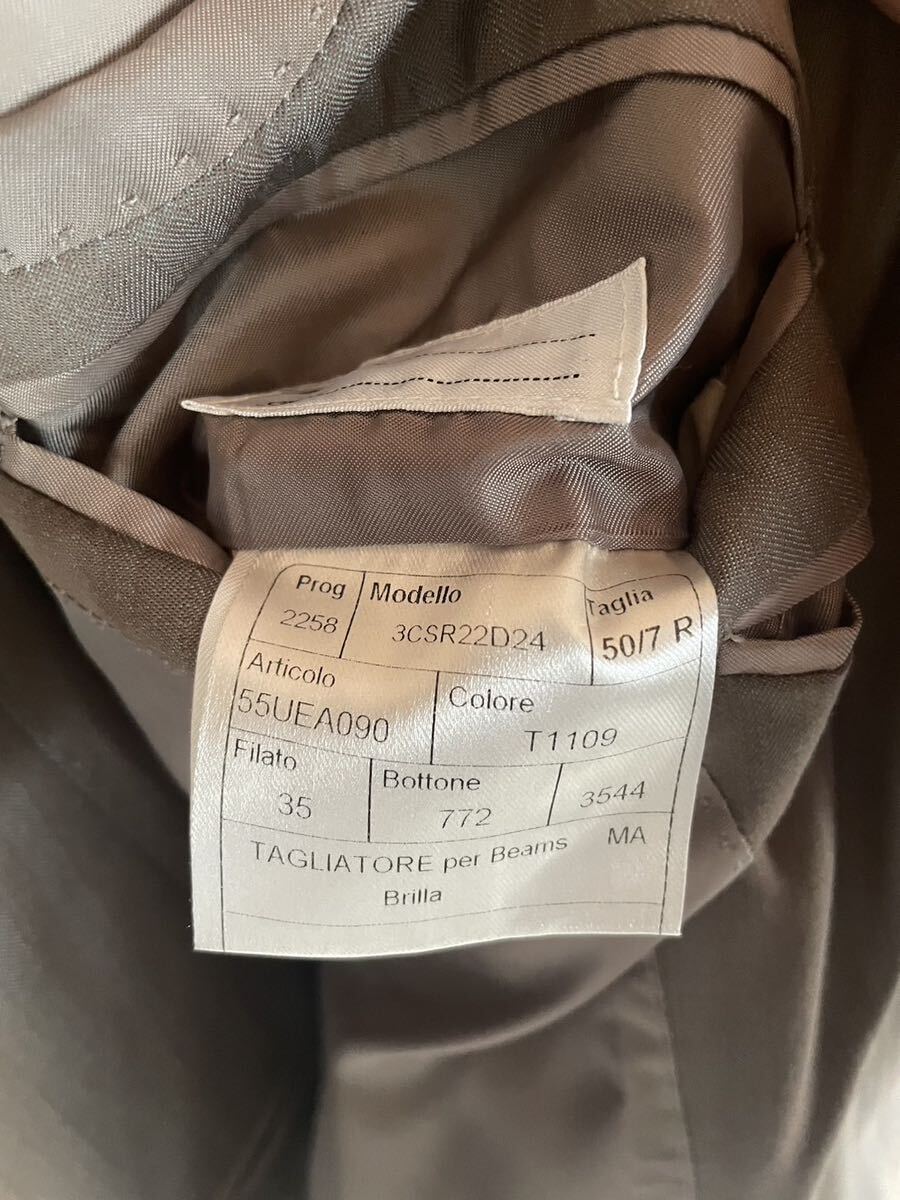 Prog Modello Taglia
2258 3CSR22D24 50/7 R
Articolo Colore
55UEA090 T1109
Filato Bottone 3544
35 772
TAGLIATORE per Beams MA
Brilla